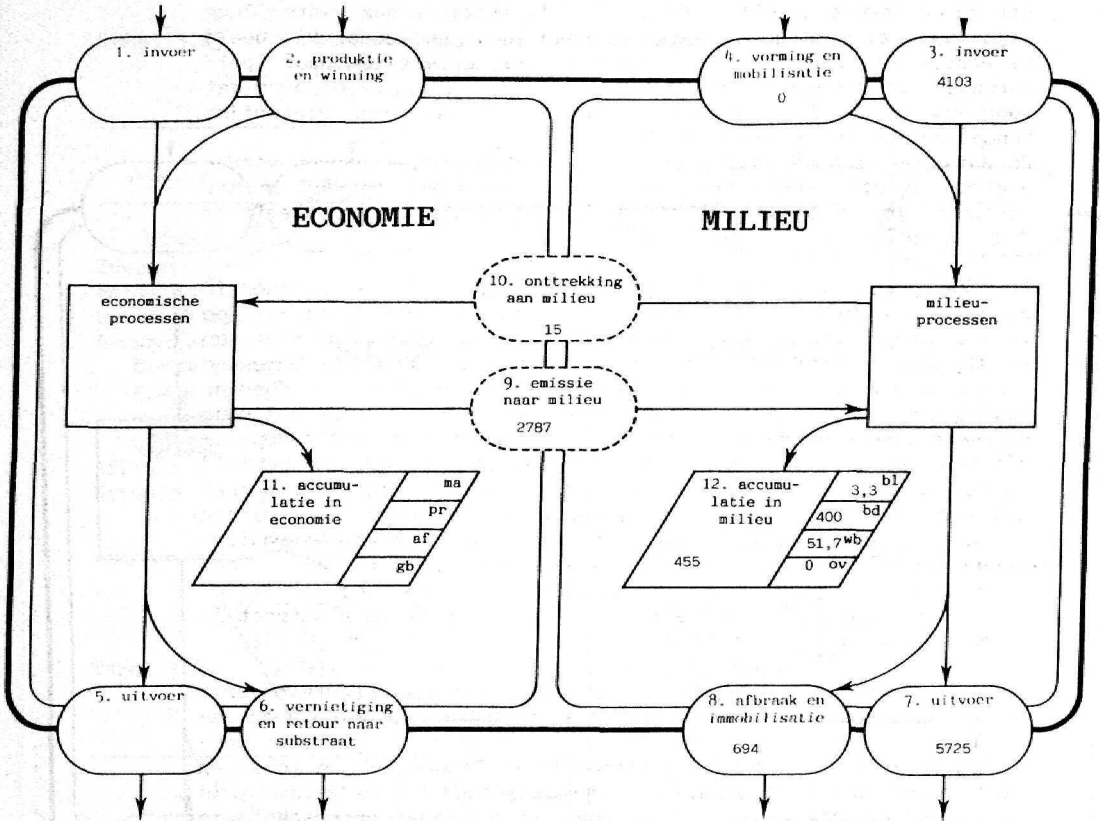 1. invoer
2. produktie
en winning
4. vorming en
mobilisatie
0
3. invoer
4103
ECONOMIE
MILIEU
10. onttrekking
aan milieu
15
economische
processen
milieu-
processen
9. emissie
naar milieu
2787
11. accumu-
latie in
economie
ma
pr
af
gb
12. accumu-
latie in
milieu
455
3,3 bl
400 bd
51,7 wb
0 ov
5. uitvoer
6. vernietiging
en retour naar
substraat
8. afbraak en
immobilisatie
694
7. uitvoer
5725